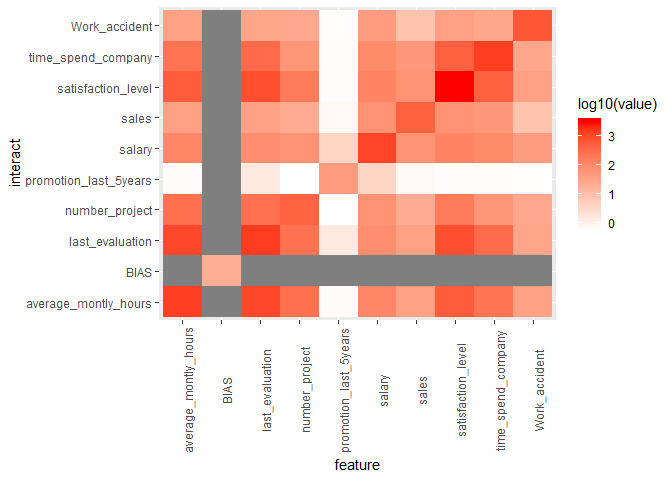 Work_accident
time_spend_company
satisfaction_level
sales
salary
promotion_last_5years
number_project
last_evaluation
BIAS
average_montly_hours
interact
average_montly_hours
BIAS
last_evaluation
number_project
promotion_last_5years
salary
sales
satisfaction_level
time_spend_company
Work_accident
feature
log10(value)
3
2
1
0